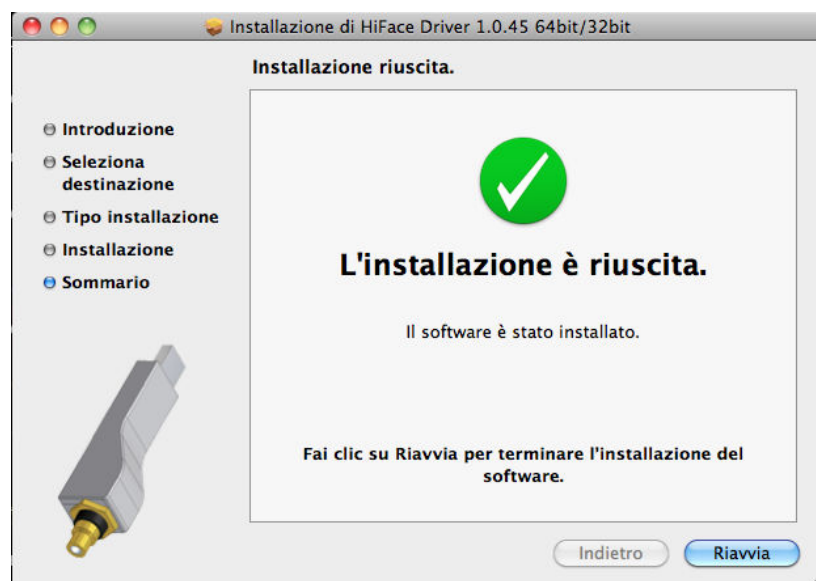 Installazione di HiFace Driver 1.0.45 64bit/32bit
Installazione riuscita.
Introduzione
Seleziona
destinazione
Tipo installazione
Installazione
Sommario
L'installazione è riuscita.
Il software è stato installato.
Fai clic su Riavvia per terminare l'installazione del
software.
Indietro
Riavvia